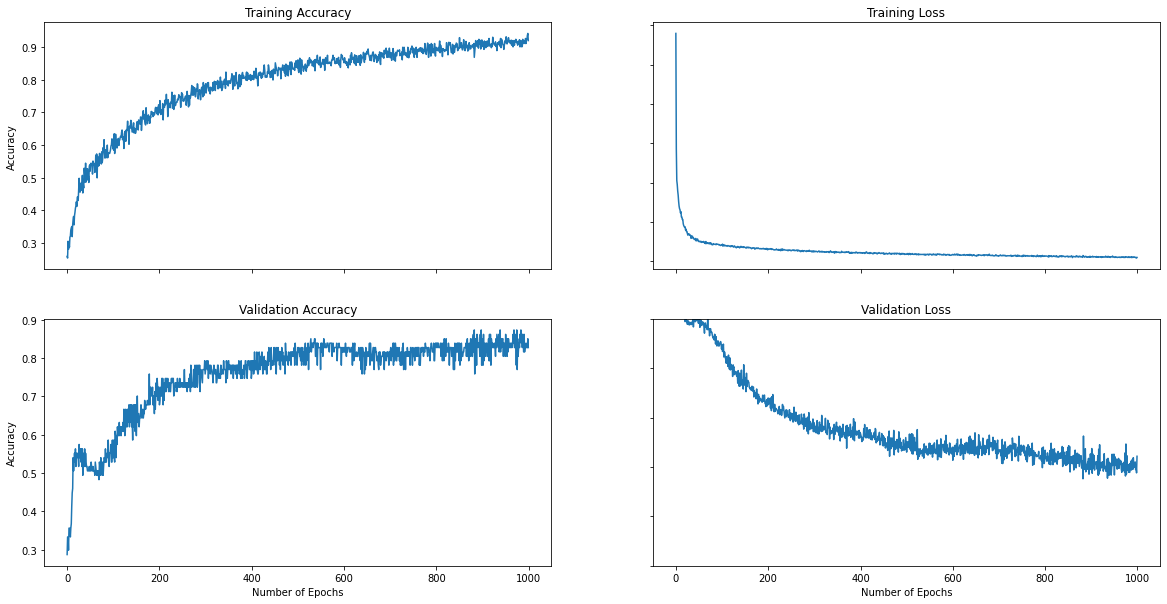 Training Accuracy
Training Loss
Accuracy
0.9
0.8
0.7
0.6
0.5
0.4
0.3
Validation Accuracy
Validation Loss
Accuracy
0.9
0.8
0.7
0.6
0.5
0.4
0.3
0 200 400 600 800 1000
0 200 400 600 800 1000
Number of Epochs
Number of Epochs